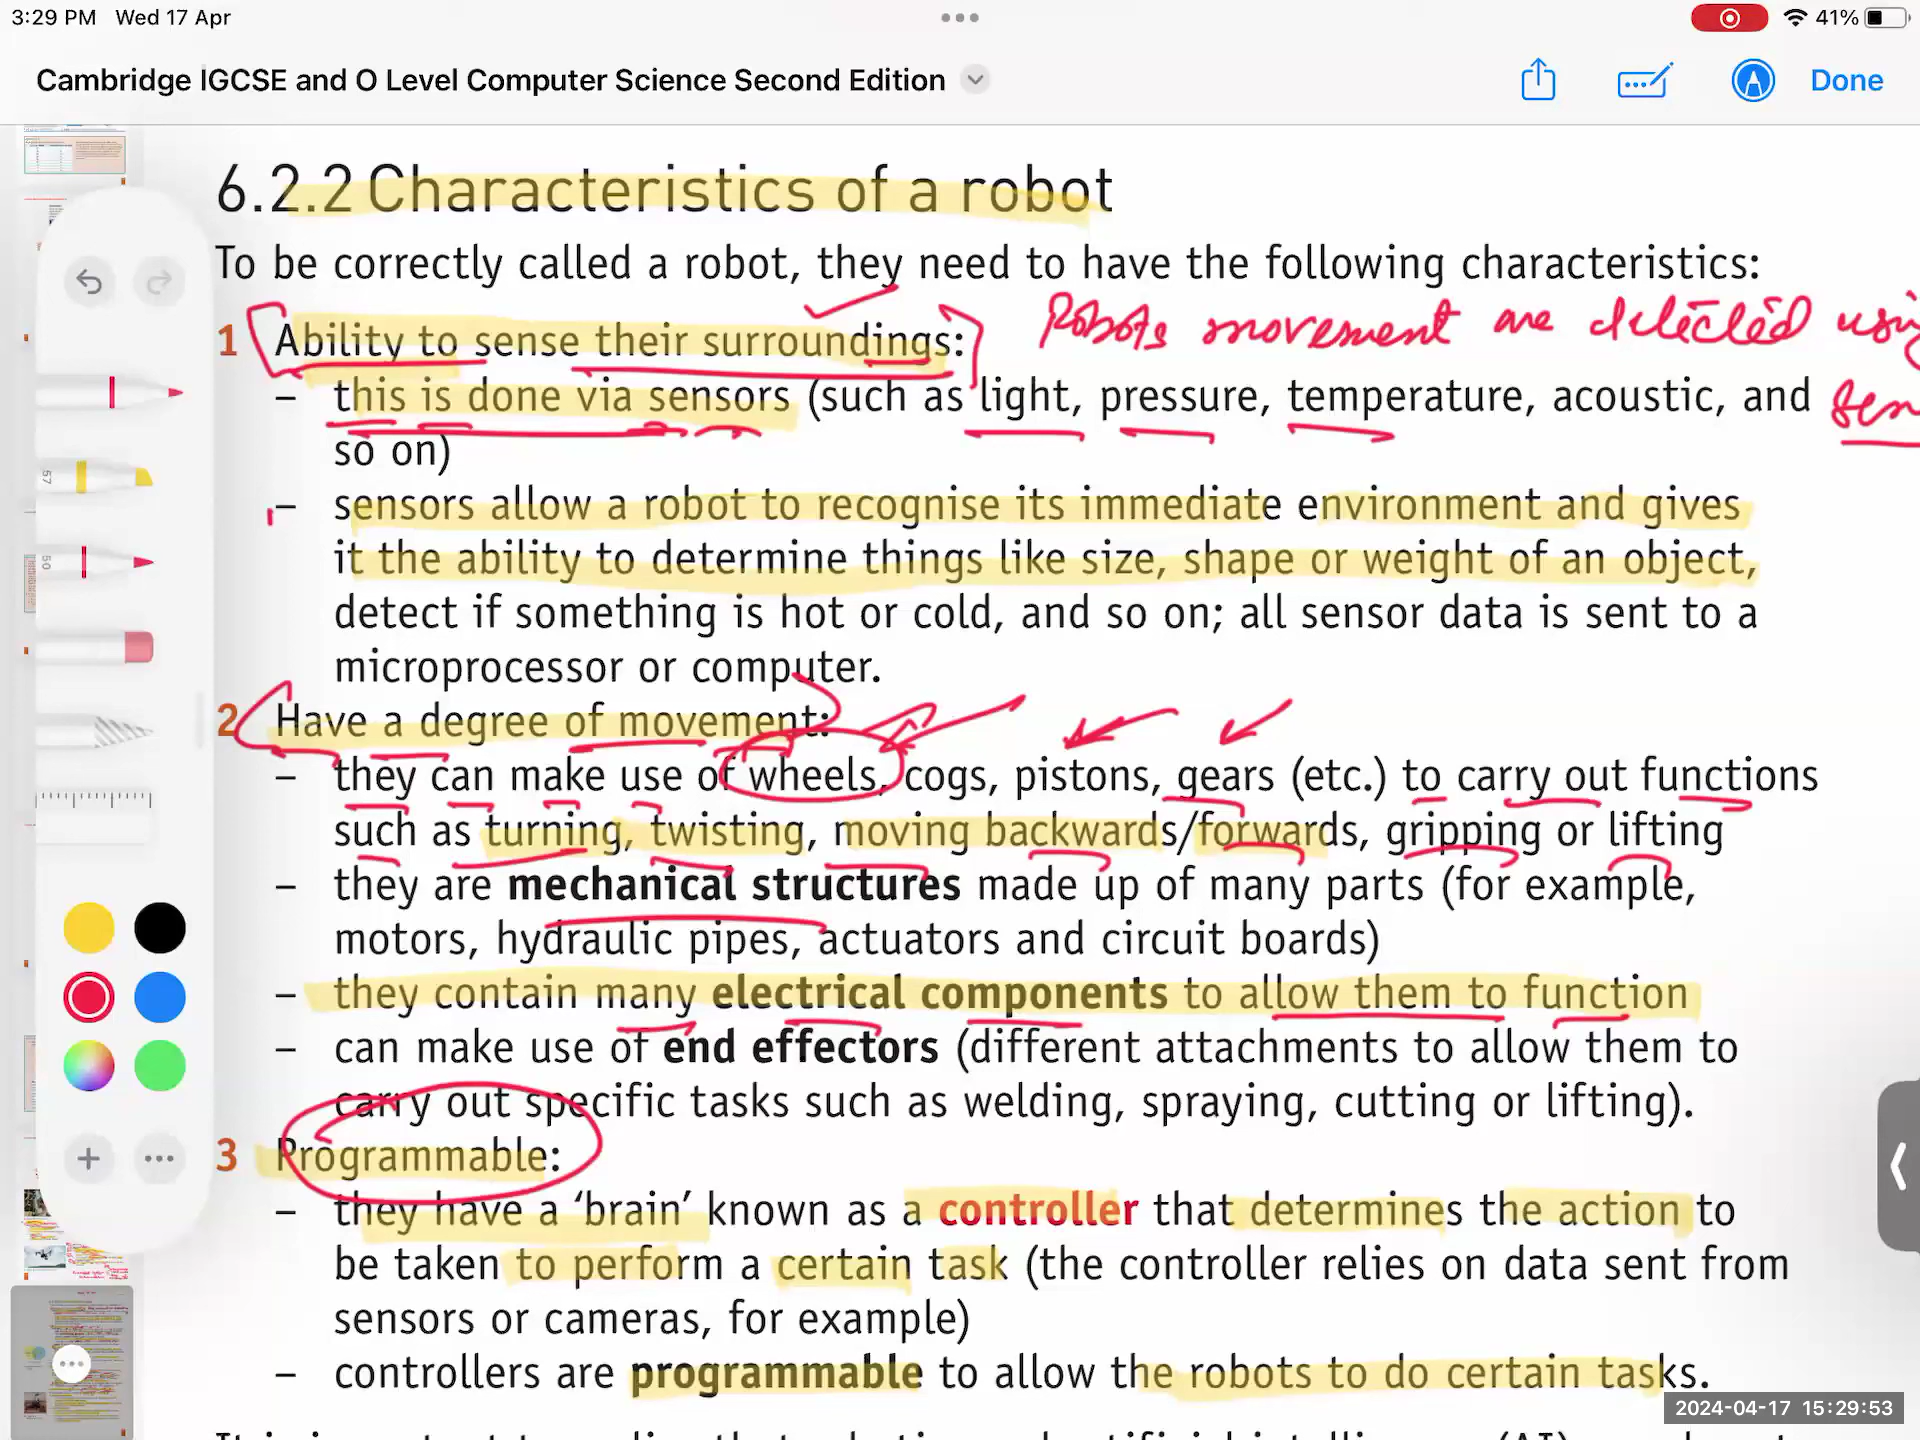 3:29 PM Wed 17 Apr
41%
Cambridge IGCSE and O Level Computer Science Second Edition
Done
6.2.2 Characteristics of a robot
To be correctly called a robot, they need to have the following characteristics:
1 Ability to sense their surroundings:
Robots movement are detected using
– this is done via sensors (such as light, pressure, temperature, acoustic, and
so on)
– sensors allow a robot to recognise its immediate environment and gives
it the ability to determine things like size, shape or weight of an object,
detect if something is hot or cold, and so on; all sensor data is sent to a
microprocessor or computer.
2 Have a degree of movement:
– they can make use of wheels, cogs, pistons, gears (etc.) to carry out functions
such as turning, twisting, moving backwards/forwards, gripping or lifting
– they are mechanical structures made up of many parts (for example,
motors, hydraulic pipes, actuators and circuit boards)
– they contain many electrical components to allow them to function
– can make use of end effectors (different attachments to allow them to
carry out specific tasks such as welding, spraying, cutting or lifting).
3 Programmable:
– they have a ‘brain’ known as a controller that determines the action to
be taken to perform a certain task (the controller relies on data sent from
sensors or cameras, for example)
– controllers are programmable to allow the robots to do certain tasks.
2024-04-17 15:29:53